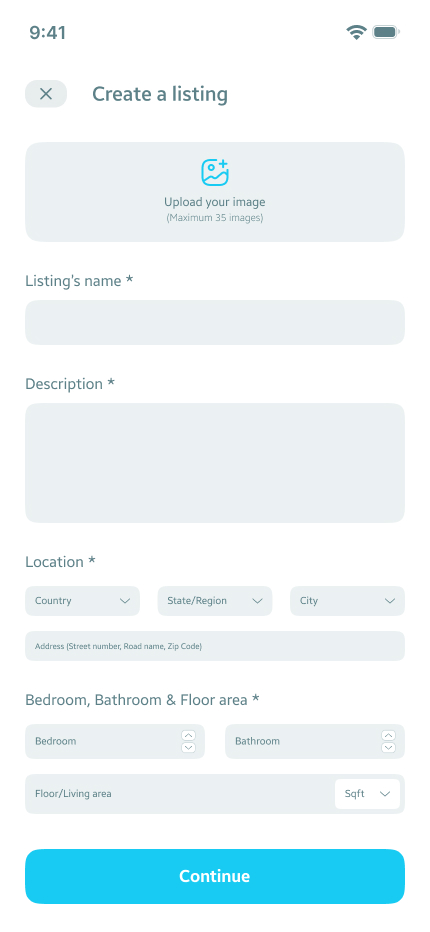 9:41
Create a listing
Upload your image
(Maximum 35 images)
Listing's name *
Description *
Location *
Country State/Region City
Address (Street number, Road name, Zip Code)
Bedroom, Bathroom & Floor area *
Bedroom Bathroom
Floor/Living area Sqft
Continue